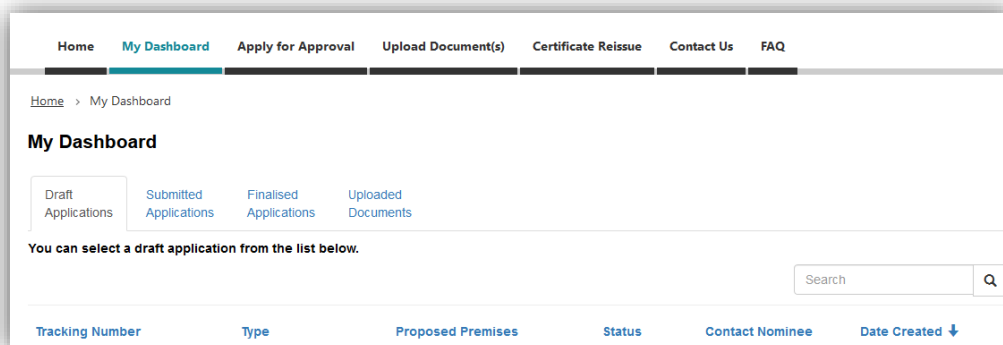 Home My Dashboard Apply for Approval Upload Document(s) Certificate Reissue Contact Us FAQ
Home > My Dashboard
My Dashboard
Draft Applications
Submitted Applications
Finalised Applications
Uploaded Documents
You can select a draft application from the list below.
Search
Tracking Number Type Proposed Premises Status Contact Nominee Date Created